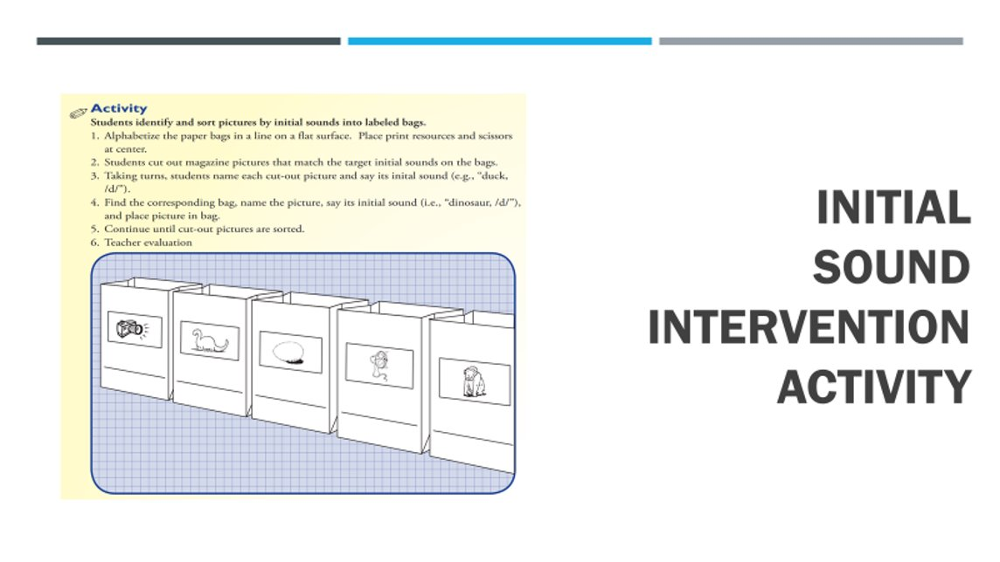 Activity
Students identify and sort pictures by initial sounds into labeled bags.
1. Alphabetize the paper bags in a line on a flat surface. Place print resources and scissors
at center.
2. Students cut out magazine pictures that match the target initial sounds on the bags.
3. Taking turns, students name each cut-out picture and say its inital sound (e.g., “duck,
/d/”).
4. Find the corresponding bag, name the picture, say its initial sound (i.e., “dinosaur, /d/”),
and place picture in bag.
5. Continue until cut-out pictures are sorted.
6. Teacher evaluation
INITIAL
SOUND
INTERVENTION
ACTIVITY